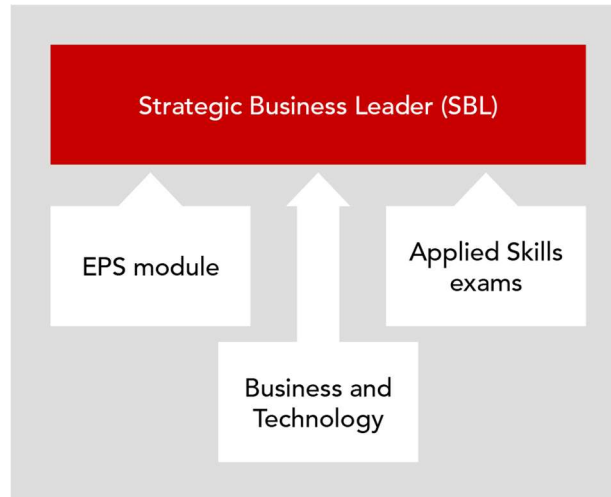 Strategic Business Leader (SBL)
EPS module
Applied Skills
exams
Business and
Technology